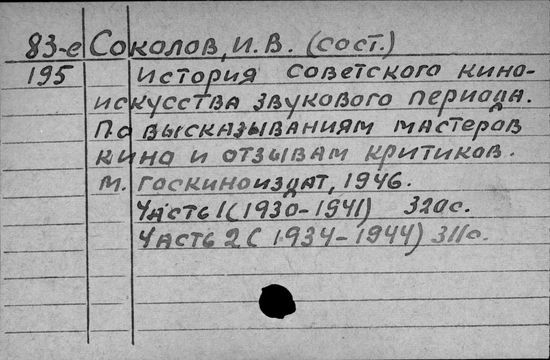 83-е Соколов, И. В. (сост.)
195 История советского кино-
искусства звукового периода.
По высказываниям мастеров
кино и отзывам критиков.
М. Госкиноиздат, 1946.
Часть 1 (1930-1941) 320с.
Часть 2 (1934-1944) 311с.